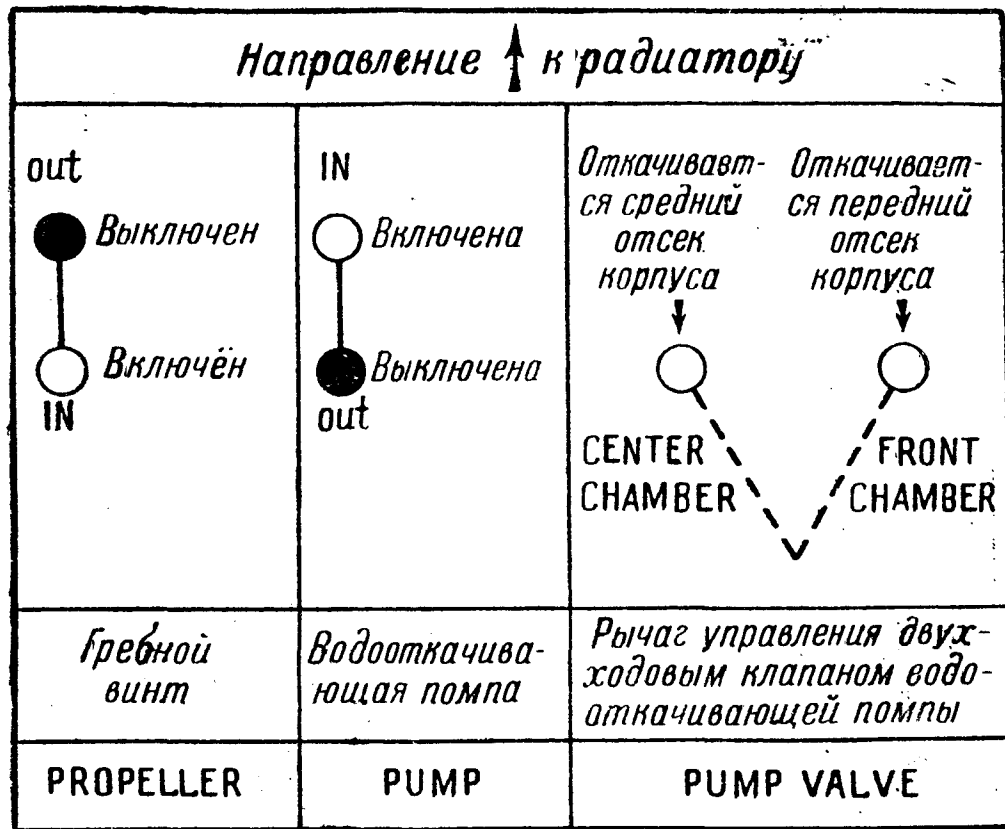 Направление к радиатору
out
Выключен
Включён
IN
IN
Включена
Выключена
out
Откачивает-
ся средний
отсек
корпуса
Откачивает-
ся передний
отсек
корпуса
CENTER
CHAMBER
FRONT
CHAMBER
Гребной
винт
Водооткачива-
ющая помпа
Рычаг управления двух-
ходовым клапаном водо-
откачивающей помпы
PROPELLER
PUMP
PUMP VALVE